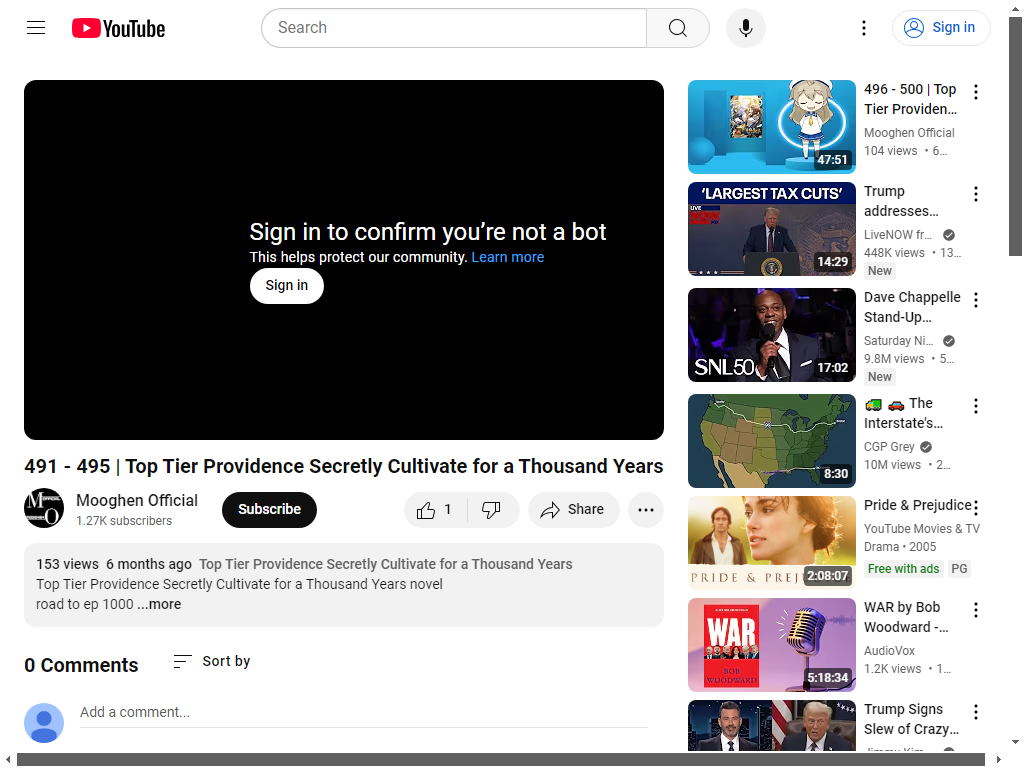 YouTube
Search
Sign in
Sign in to confirm you’re not a bot
This helps protect our community. Learn more
Sign in
491 - 495 | Top Tier Providence Secretly Cultivate for a Thousand Years
Mooghen Official
1.27K subscribers
Subscribe
1
Share
153 views 6 months ago Top Tier Providence Secretly Cultivate for a Thousand Years
Top Tier Providence Secretly Cultivate for a Thousand Years novel
road to ep 1000 ...more
0 Comments
Sort by
Add a comment...
47:51
496 - 500 | Top
Tier Providen…
Mooghen Official
104 views • 6…
'LARGEST TAX CUTS'
LIVE
14:29
Trump
addresses…
LiveNOW fr…
448K views • 13…
New
SNL50
17:02
Dave Chappelle
Stand-Up…
Saturday Ni…
9.8M views • 5…
New
8:30
The
Interstate's…
CGP Grey
10M views • 2…
PRIDE & PREJ
2:08:07
Pride & Prejudice
YouTube Movies & TV
Drama • 2005
Free with ads PG
WAR
BOB
WOODWARD
5:18:34
WAR by Bob
Woodward -…
AudioVox
1.2K views • 1…
Trump Signs
Slew of Crazy…